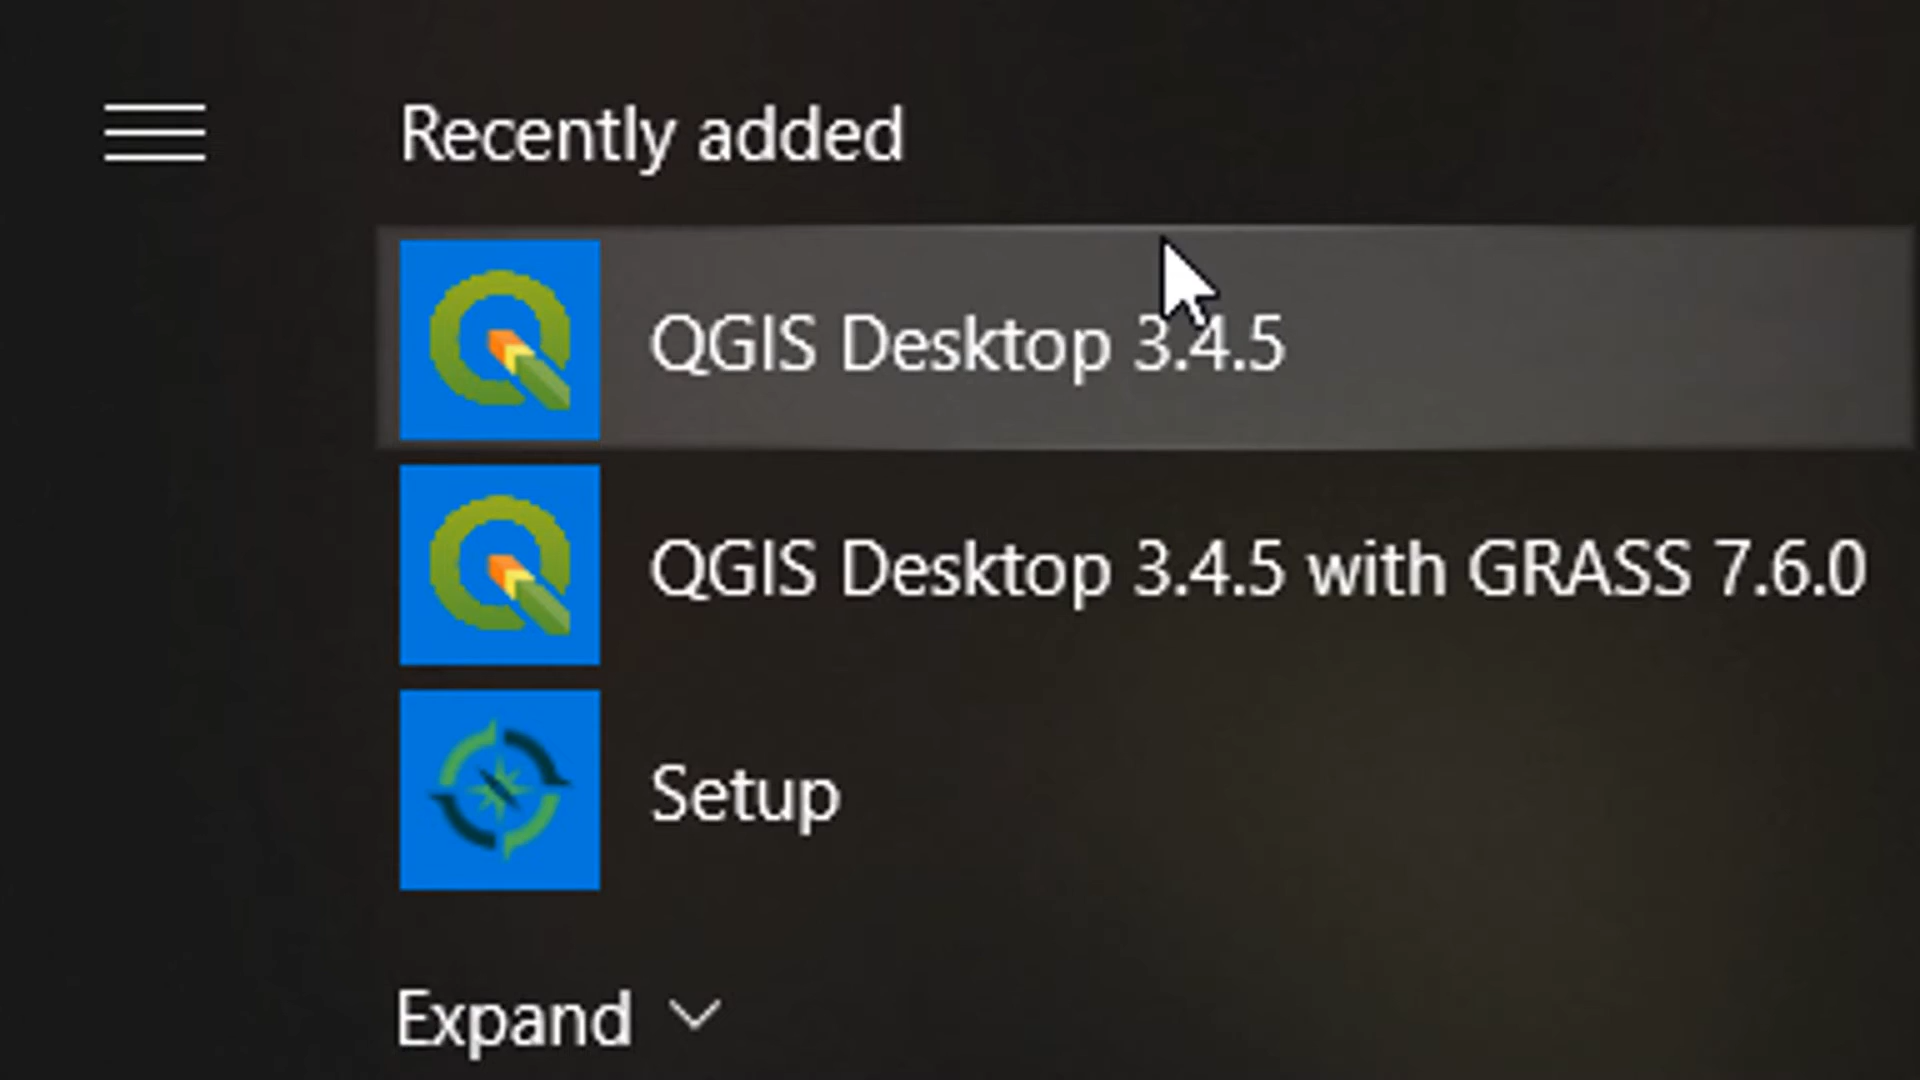 Recently added
QGIS Desktop 3.4.5
QGIS Desktop 3.4.5 with GRASS 7.6.0
Setup
Expand